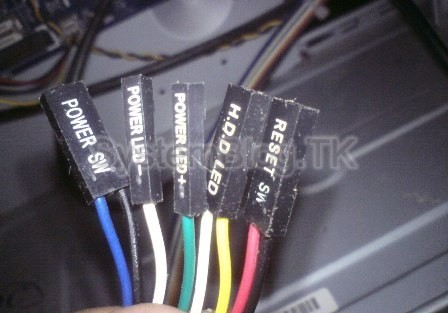 POWER SW.
POWER LED -
POWER LED +
H.D.D LED
RESET SW.
SystemBlog.TK